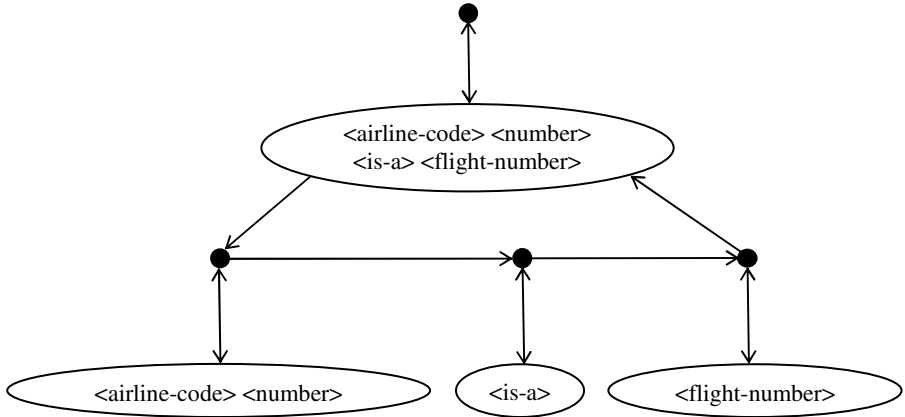 <airline-code> <number>
<is-a> <flight-number>
<airline-code> <number>
<is-a>
<flight-number>